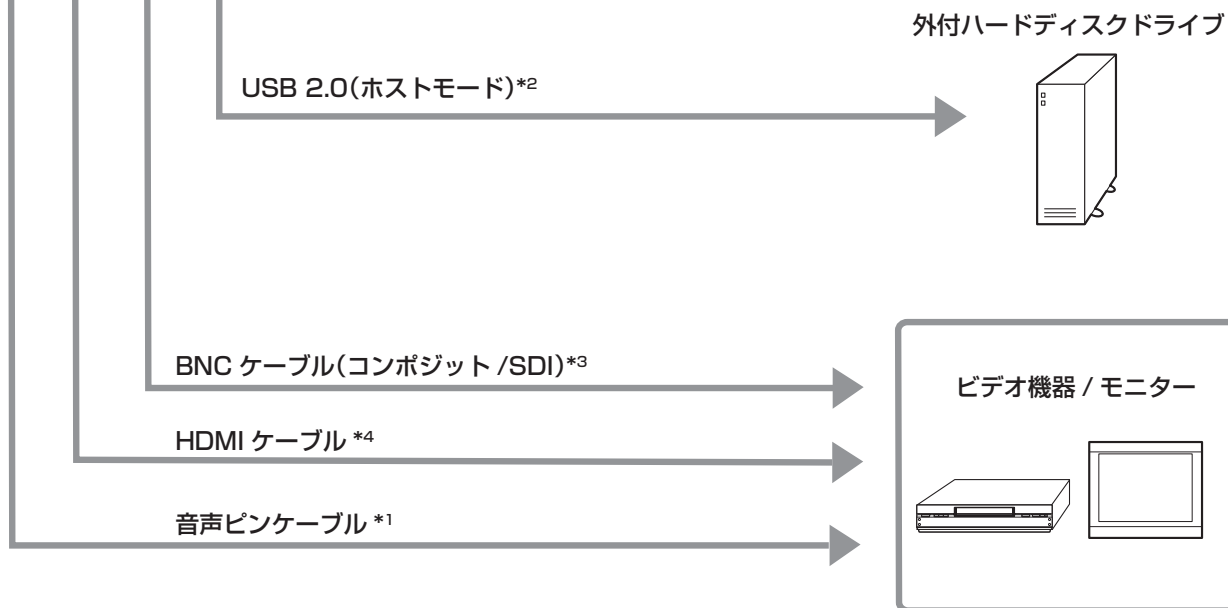 外付ハードディスクドライブ
USB 2.0(ホストモード)*2
BNC ケーブル(コンポジット /SDI)*3
ビデオ機器 / モニター
HDMI ケーブル *4
音声ピンケーブル *1